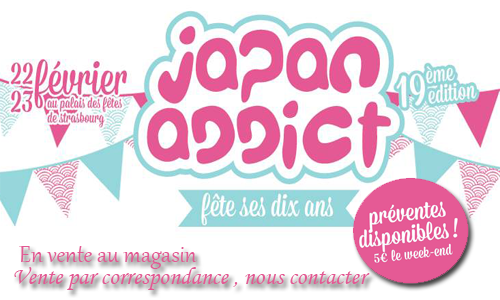 22
23
février
au palais des fêtes
de strasbourg
japan
addict
19ème
edition
fête ses dix ans
préventes
disponibles !
5€ le week-end
En vente au magasin
Vente par correspondance , nous contacter